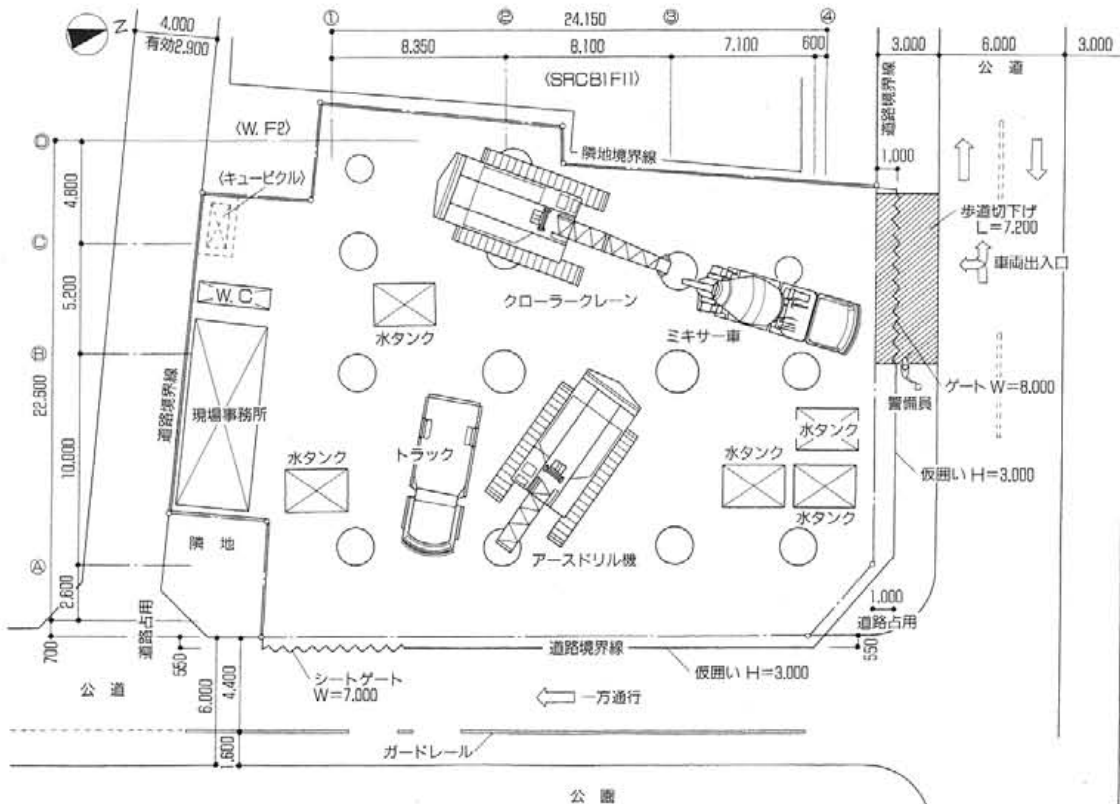 N
4.000
有効2.900
①
②
③
④
24.150
8.350
8.100
7.100
600
3.000
6.000
3.000
公道
〈SRCB1F11〉
道路境界線
1.000
〈W. F2〉
隣地境界線
〈キュービクル〉
歩道切下げ
L=7.200
車両出入口
Ⓓ
4.800
Ⓒ
5.200
Ⓑ
22.600
10.000
Ⓐ
2.600
700
W.C
水タンク
クローラークレーン
ミキサー車
ゲート W=8.000
警備員
道路境界線
現場事務所
水タンク
トラック
水タンク
水タンク
水タンク
仮囲い H=3.000
隣地
アースドリル機
1.000
道路占用
道路占用
550
550
道路境界線
シートゲート
W=7.000
仮囲い H=3.000
公道
6.000
4.400
1.600
一方通行
ガードレール
公園